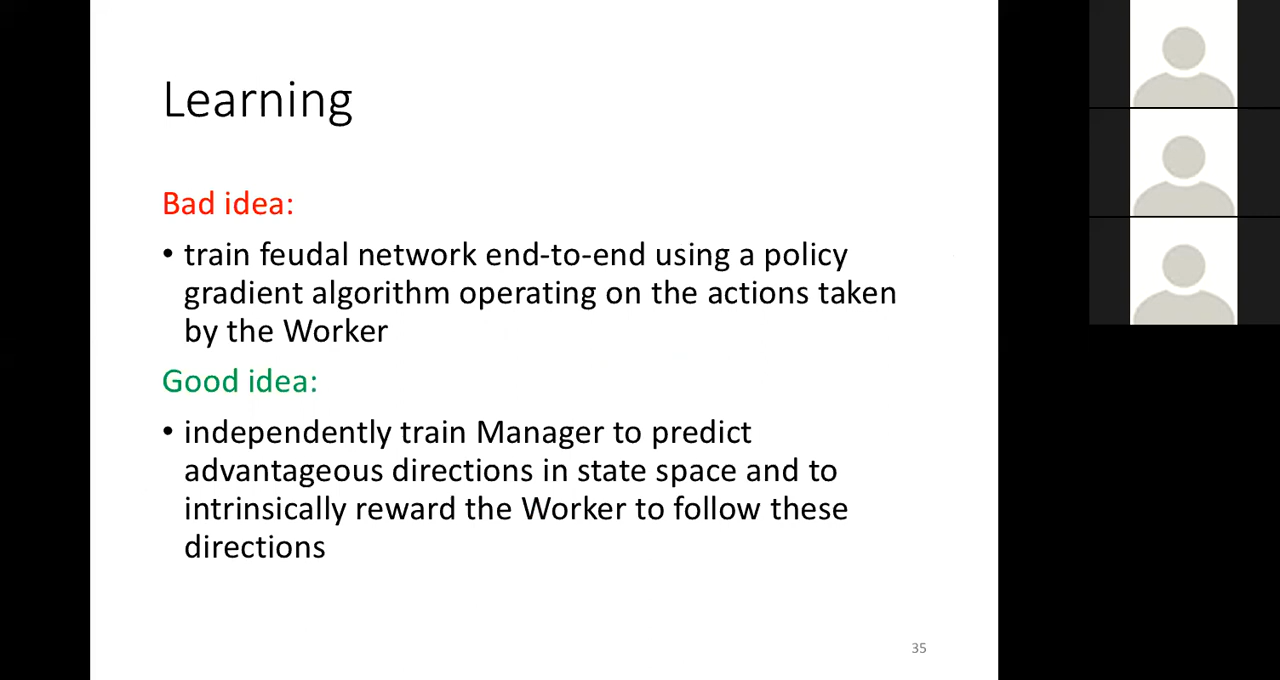 Learning
Bad idea:
• train feudal network end-to-end using a policy
gradient algorithm operating on the actions taken
by the Worker
Good idea:
• independently train Manager to predict
advantageous directions in state space and to
intrinsically reward the Worker to follow these
directions
35